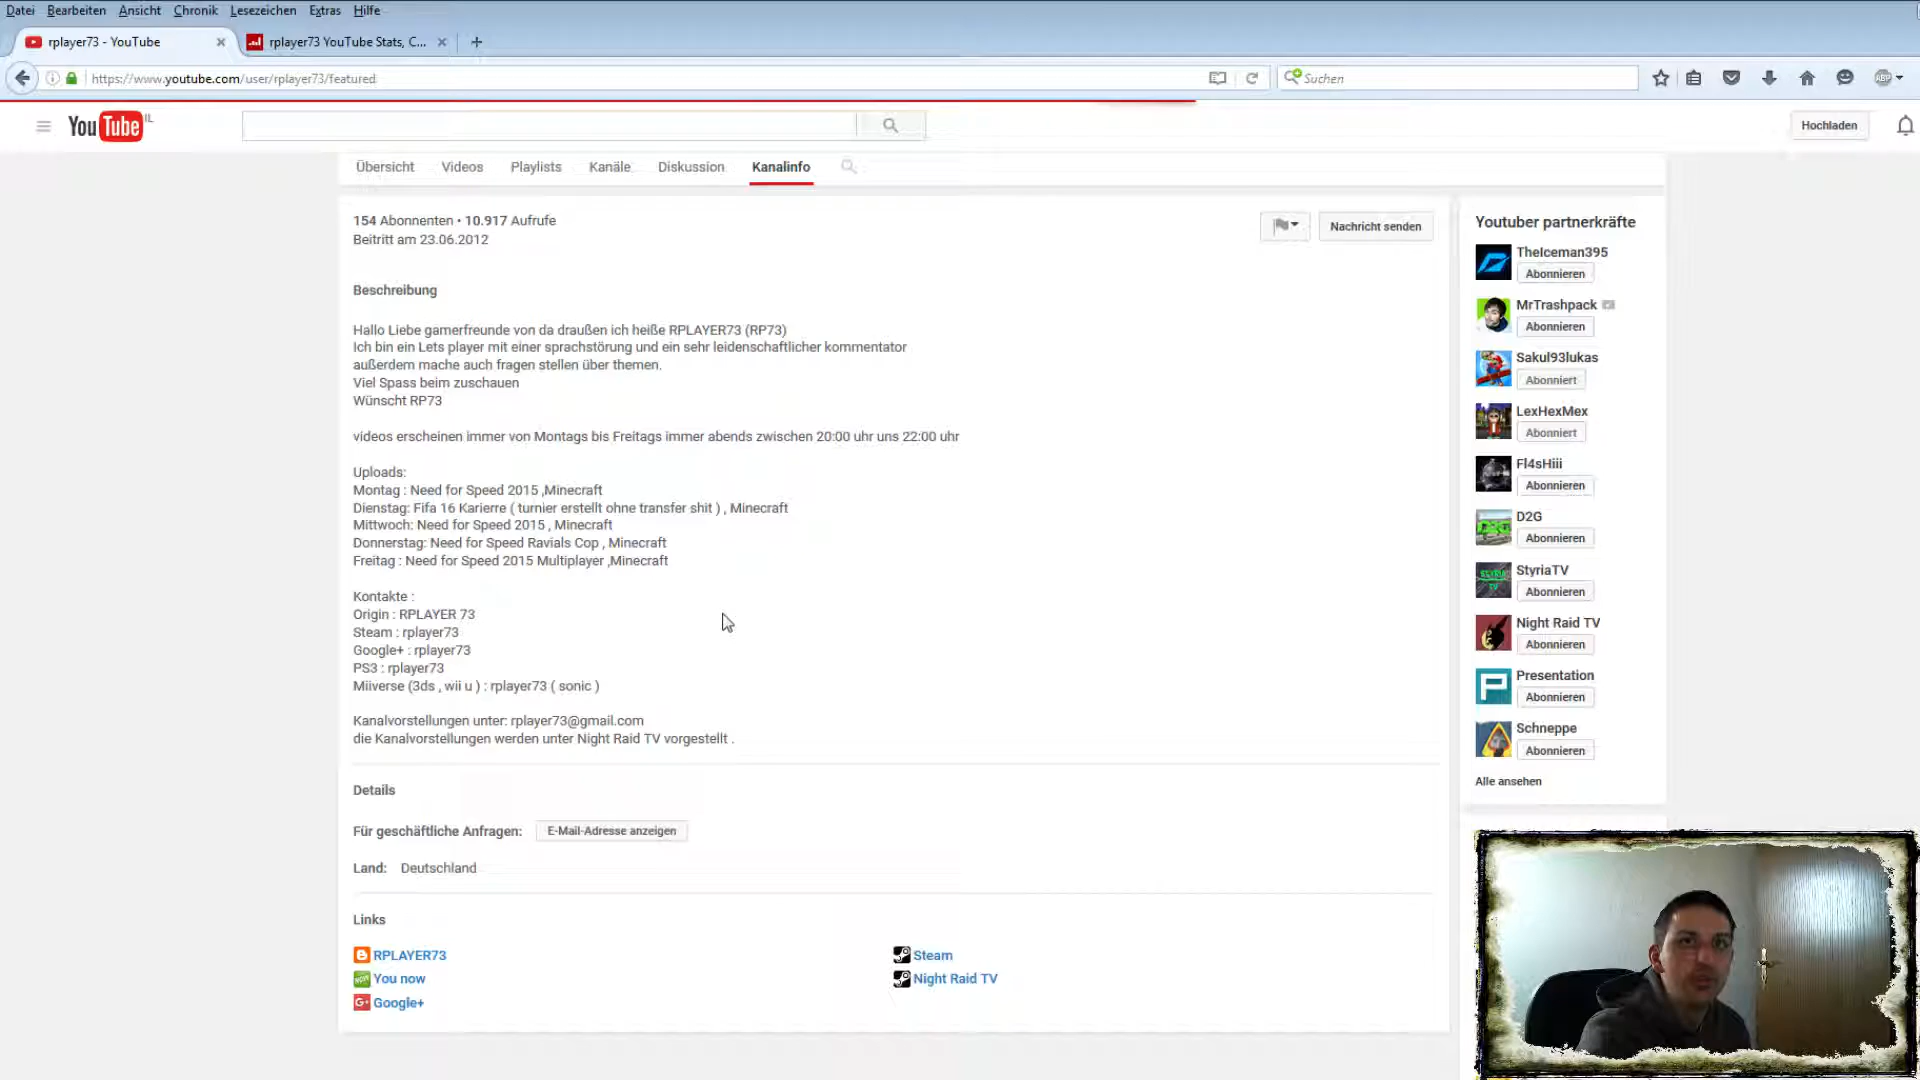 Datei Bearbeiten Ansicht Chronik Lesezeichen Extras Hilfe
rplayer73 - YouTube
rplayer73 YouTube Stats, C...
https://www.youtube.com/user/rplayer73/featured
Suchen
ABP
YouTube IL
Hochladen
Übersicht Videos Playlists Kanäle Diskussion Kanalinfo
154 Abonnenten • 10.917 Aufrufe
Beitritt am 23.06.2012
Nachricht senden
Beschreibung
Hallo Liebe gamerfreunde von da draußen ich heiße RPLAYER73 (RP73)
Ich bin ein Lets player mit einer sprachstörung und ein sehr leidenschaftlicher kommentator
außerdem mache auch fragen stellen über themen.
Viel Spass beim zuschauen
Wünscht RP73
videos erscheinen immer von Montags bis Freitags immer abends zwischen 20:00 uhr uns 22:00 uhr
Uploads:
Montag : Need for Speed 2015 ,Minecraft
Dienstag: Fifa 16 Karierre ( turnier erstellt ohne transfer shit ) , Minecraft
Mittwoch: Need for Speed 2015 , Minecraft
Donnerstag: Need for Speed Ravials Cop , Minecraft
Freitag : Need for Speed 2015 Multiplayer ,Minecraft
Kontakte :
Origin : RPLAYER 73
Steam : rplayer73
Google+ : rplayer73
PS3 : rplayer73
Miiverse (3ds , wii u ) : rplayer73 ( sonic )
Kanalvorstellungen unter: rplayer73@gmail.com
die Kanalvorstellungen werden unter Night Raid TV vorgestellt .
Details
Für geschäftliche Anfragen: E-Mail-Adresse anzeigen
Land: Deutschland
Links
RPLAYER73
You now
Google+
Steam
Night Raid TV
Youtuber partnerkräfte
TheIceman395
Abonnieren
MrTrashpack
Abonnieren
Sakul93lukas
Abonniert
LexHexMex
Abonniert
Fl4sHiii
Abonnieren
D2G
Abonnieren
StyriaTV
Abonnieren
Night Raid TV
Abonnieren
Presentation
Abonnieren
Schneppe
Abonnieren
Alle ansehen